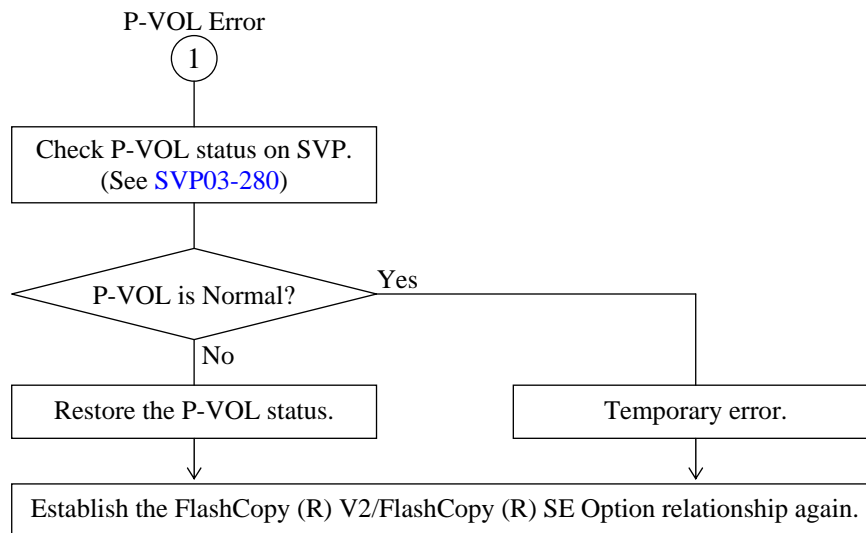 P-VOL Error
1
Check P-VOL status on SVP.
(See SVP03-280)
P-VOL is Normal?
Yes
No
Restore the P-VOL status.
Temporary error.
Establish the FlashCopy (R) V2/FlashCopy (R) SE Option relationship again.